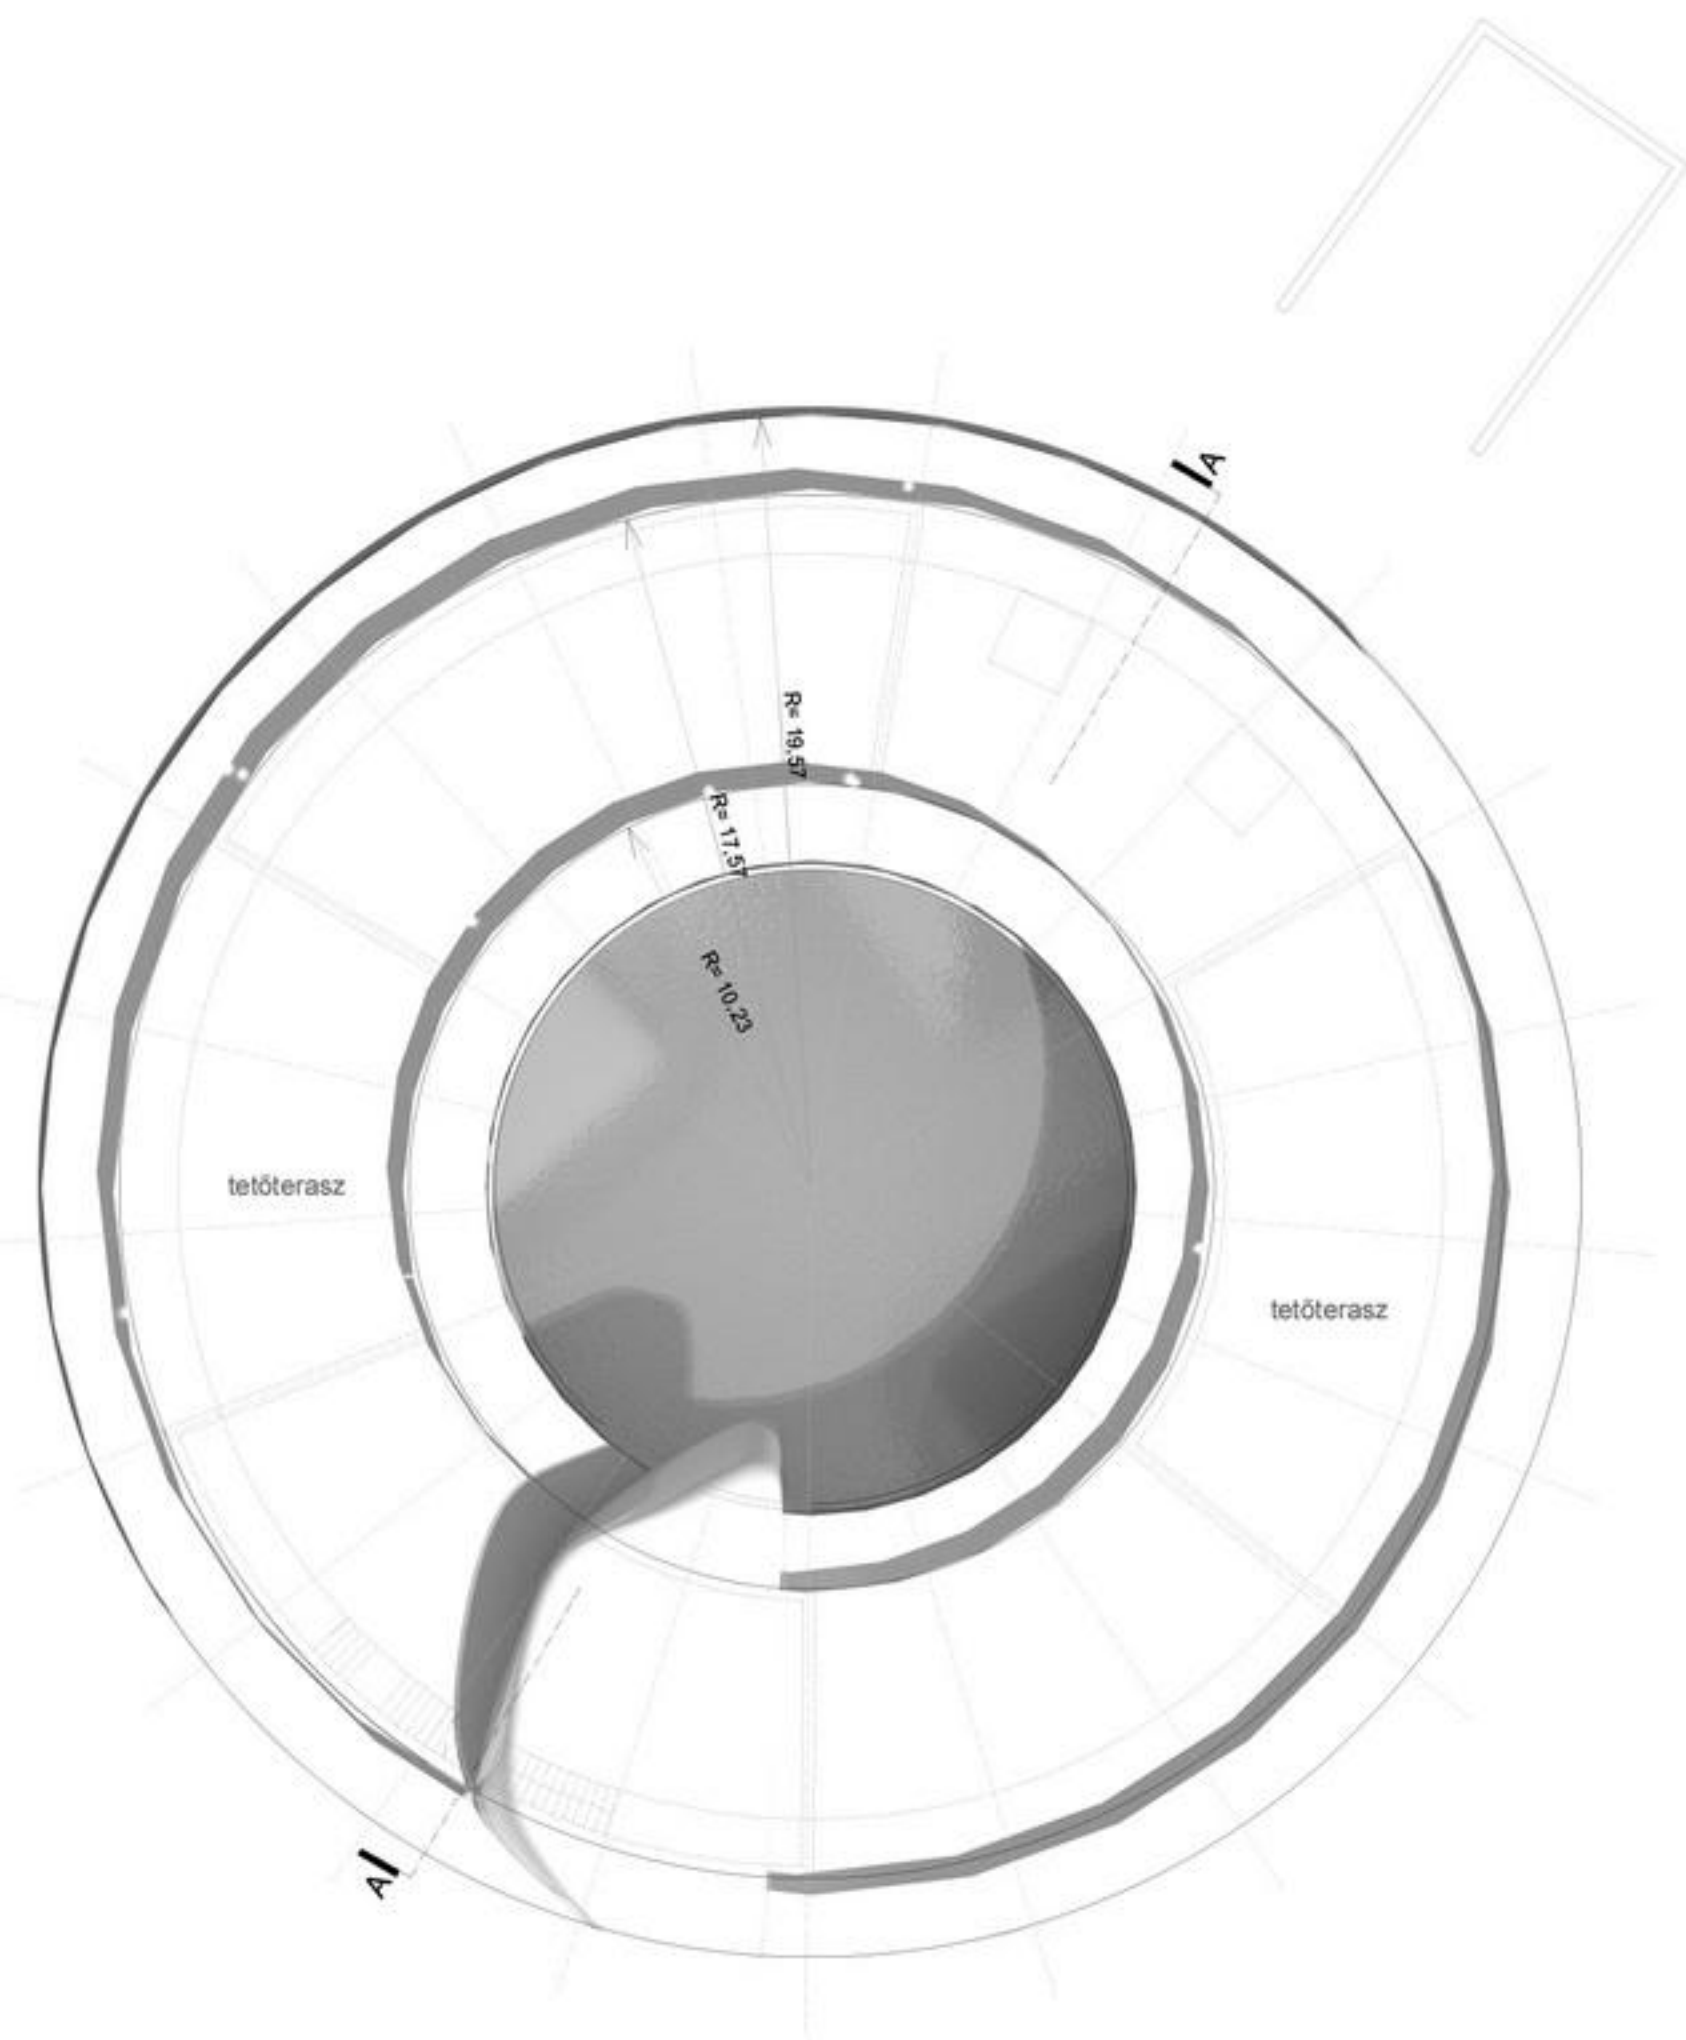 A
R= 19,57
R= 17,57
R= 10,23
tetőterasz
tetőterasz
A